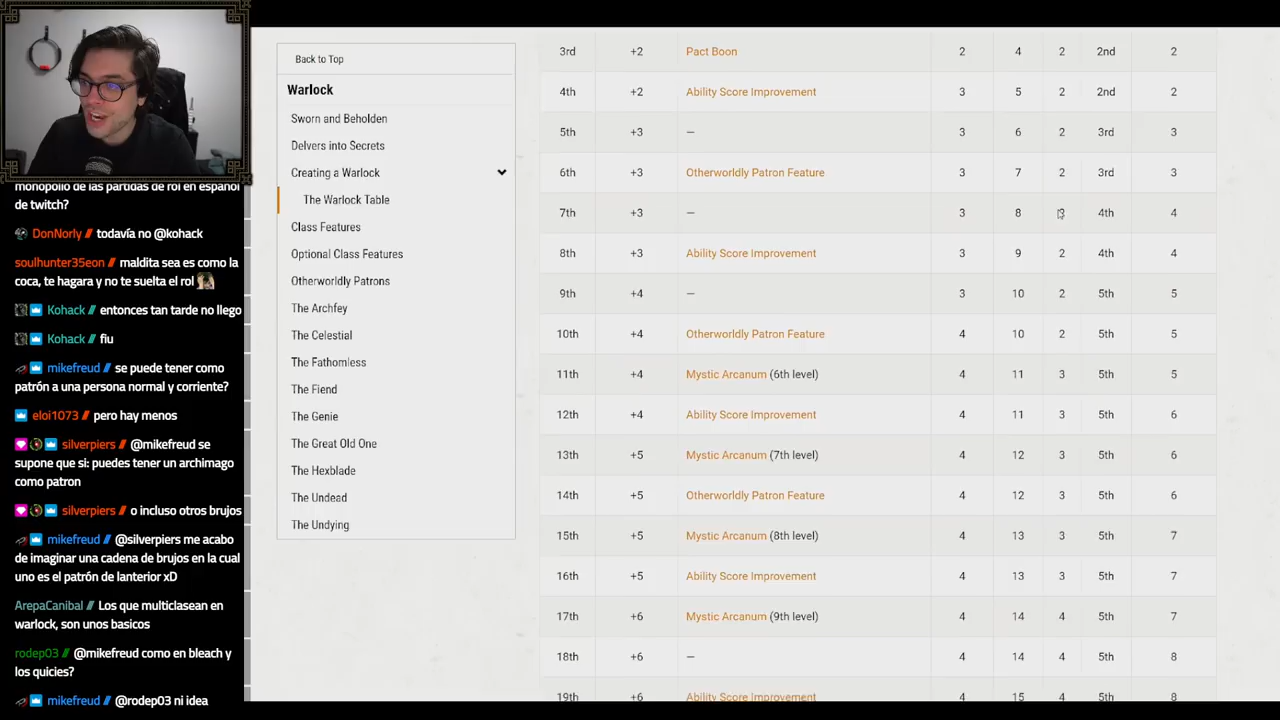 monopolio de las partidas de rol en español
de twitch?
DonNorly // todavía no @kohack
soulhunter35eon // maldita sea es como la
coca, te hagara y no te suelta el rol
Kohack // entonces tan tarde no llego
Kohack // fiu
mikefreud // se puede tener como
patrón a una persona normal y corriente?
eloi1073 // pero hay menos
silverpiers // @mikefreud se
supone que si: puedes tener un archimago
como patron
silverpiers // o incluso otros brujos
mikefreud // @silverpiers me acabo
de imaginar una cadena de brujos en la cual
uno es el patrón de lanterior xD
ArepaCanibal // Los que multiclasean en
warlock, son unos basicos
rodep03 // @mikefreud como en bleach y
los quicies?
mikefreud // @rodep03 ni idea
Back to Top
Warlock
Sworn and Beholden
Delvers into Secrets
Creating a Warlock
The Warlock Table
Class Features
Optional Class Features
Otherworldly Patrons
The Archfey
The Celestial
The Fathomless
The Fiend
The Genie
The Great Old One
The Hexblade
The Undead
The Undying
3rd +2 Pact Boon 2 4 2 2nd 2
4th +2 Ability Score Improvement 3 5 2 2nd 2
5th +3 — 3 6 2 3rd 3
6th +3 Otherworldly Patron Feature 3 7 2 3rd 3
7th +3 — 3 8 4th 4
8th +3 Ability Score Improvement 3 9 2 4th 4
9th +4 — 3 10 2 5th 5
10th +4 Otherworldly Patron Feature 4 10 2 5th 5
11th +4 Mystic Arcanum (6th level) 4 11 3 5th 5
12th +4 Ability Score Improvement 4 11 3 5th 6
13th +5 Mystic Arcanum (7th level) 4 12 3 5th 6
14th +5 Otherworldly Patron Feature 4 12 3 5th 6
15th +5 Mystic Arcanum (8th level) 4 13 3 5th 7
16th +5 Ability Score Improvement 4 13 3 5th 7
17th +6 Mystic Arcanum (9th level) 4 14 4 5th 7
18th +6 — 4 14 4 5th 8
19th +6 Ability Score Improvement 4 15 4 5th 8